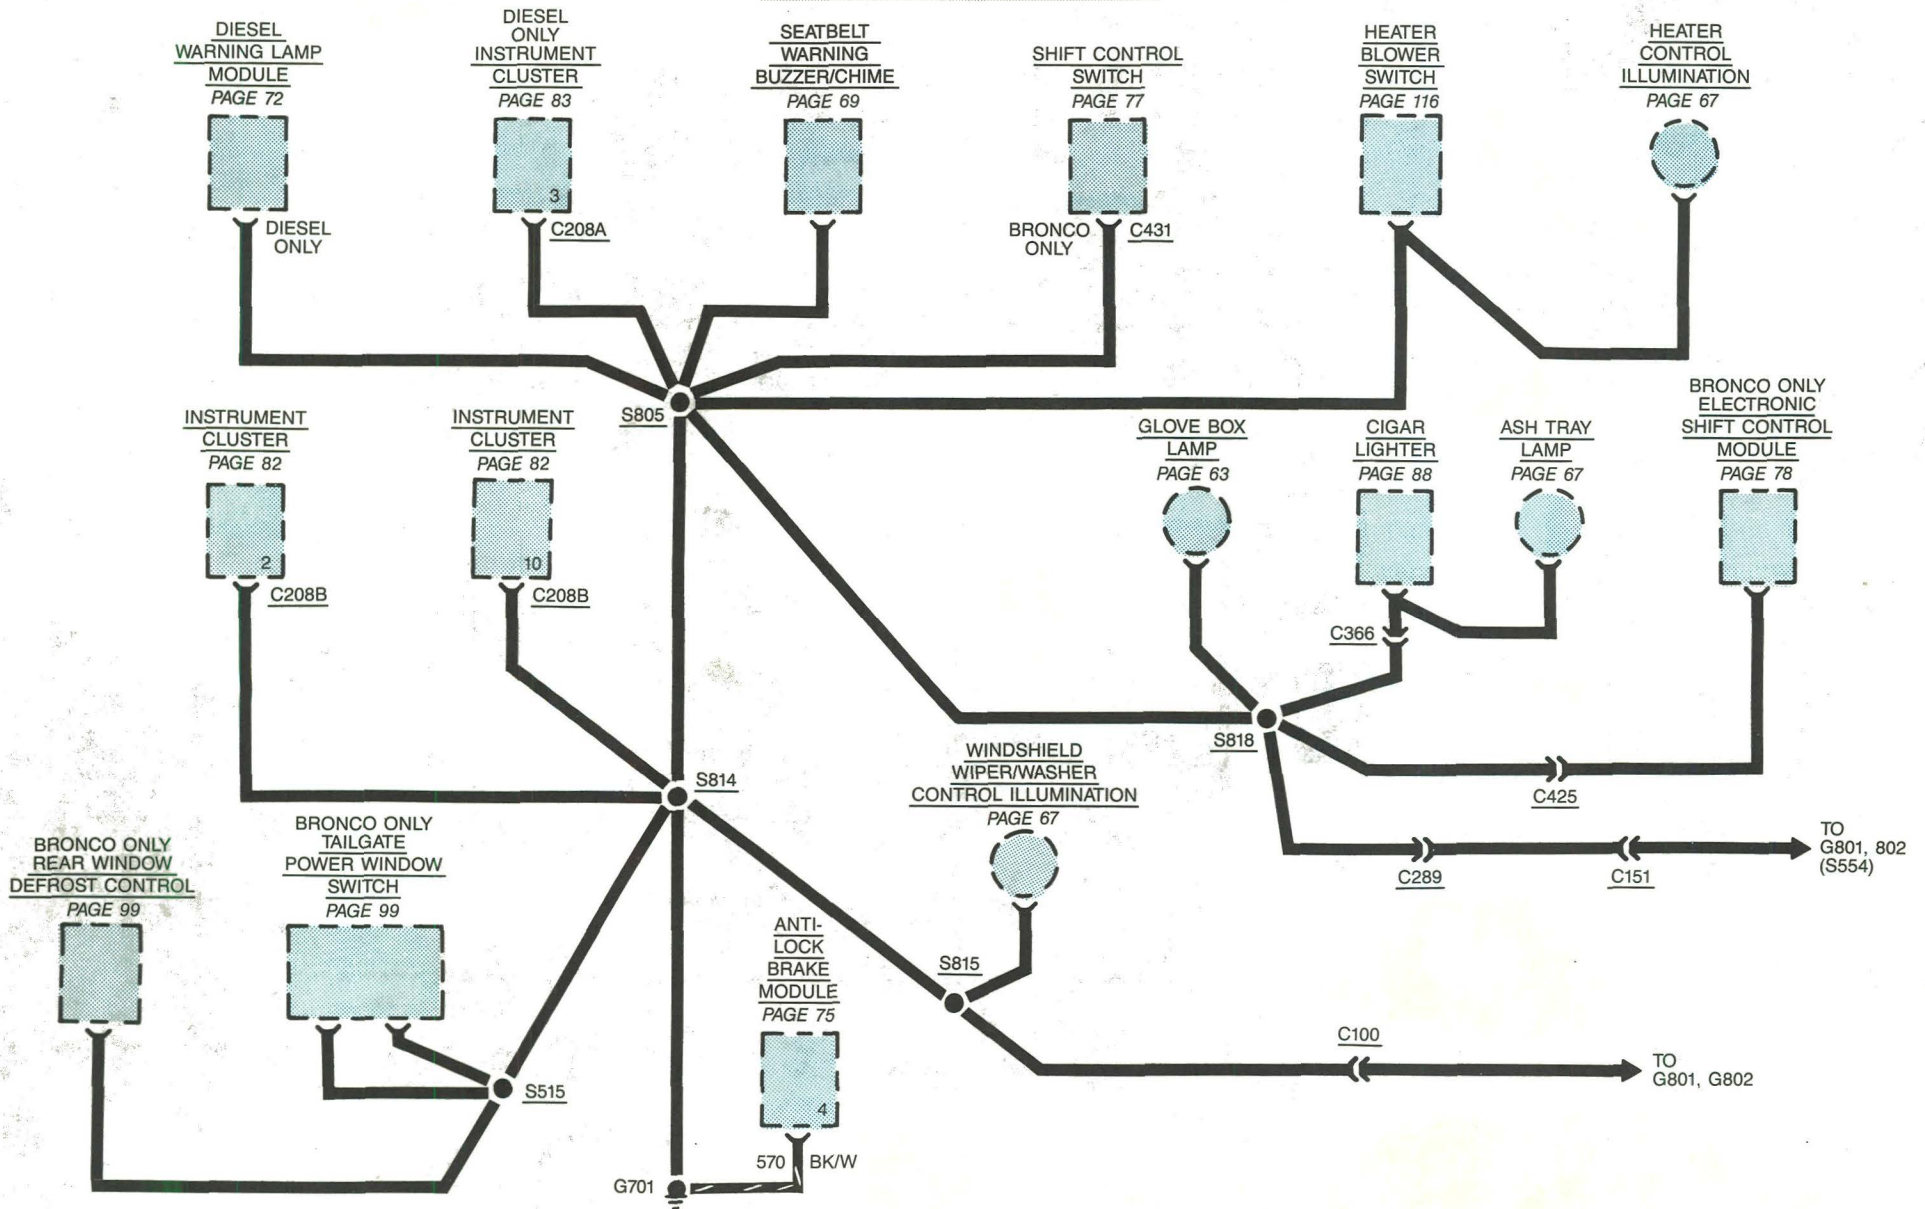 DIESEL
WARNING LAMP
MODULE
PAGE 72
DIESEL
ONLY
INSTRUMENT
CLUSTER
PAGE 83
SEATBELT
WARNING
BUZZER/CHIME
PAGE 69
SHIFT CONTROL
SWITCH
PAGE 77
HEATER
BLOWER
SWITCH
PAGE 116
HEATER
CONTROL
ILLUMINATION
PAGE 67
DIESEL
ONLY
3
C208A
BRONCO
ONLY
C431
S805
INSTRUMENT
CLUSTER
PAGE 82
2
C208B
INSTRUMENT
CLUSTER
PAGE 82
10
C208B
GLOVE BOX
LAMP
PAGE 63
CIGAR
LIGHTER
PAGE 88
ASH TRAY
LAMP
PAGE 67
BRONCO ONLY
ELECTRONIC
SHIFT CONTROL
MODULE
PAGE 78
C366
S818
C425
C289
C151
TO
G801, 802
(S554)
S814
WINDSHIELD
WIPER/WASHER
CONTROL ILLUMINATION
PAGE 67
BRONCO ONLY
REAR WINDOW
DEFROST CONTROL
PAGE 99
BRONCO ONLY
TAILGATE
POWER WINDOW
SWITCH
PAGE 99
ANTI-
LOCK
BRAKE
MODULE
PAGE 75
4
S815
C100
TO
G801, G802
S515
570
BK/W
G701